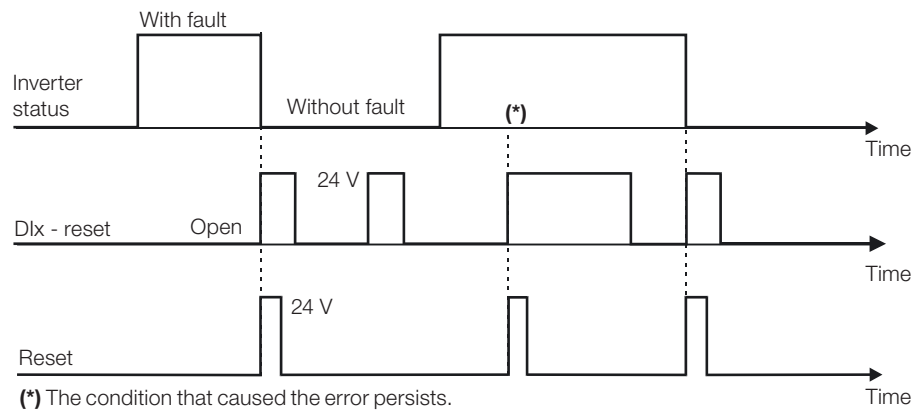 With fault
Inverter
status
Without fault
(*)
Time
24 V
DIx - reset
Open
Time
24 V
Reset
Time
(*) The condition that caused the error persists.